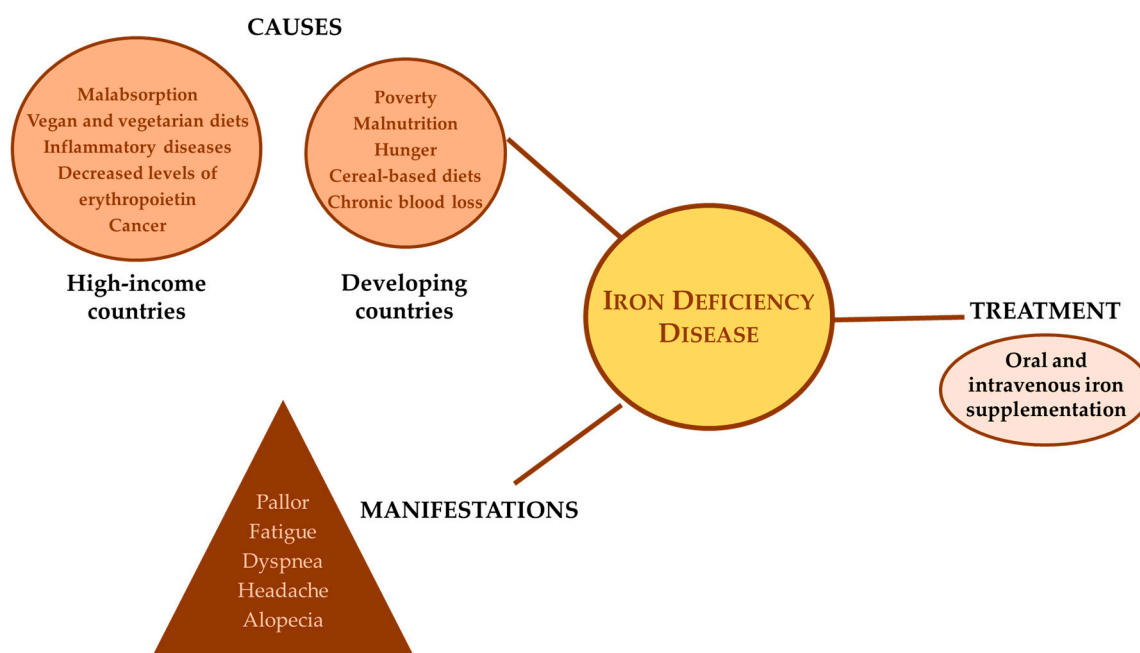 CAUSES
Malabsorption
Vegan and vegetarian diets
Inflammatory diseases
Decreased levels of
erythropoietin
Cancer
High-income
countries
Poverty
Malnutrition
Hunger
Cereal-based diets
Chronic blood loss
Developing
countries
IRON DEFICIENCY
DISEASE
TREATMENT
Oral and
intravenous iron
supplementation
MANIFESTATIONS
Pallor
Fatigue
Dyspnea
Headache
Alopecia